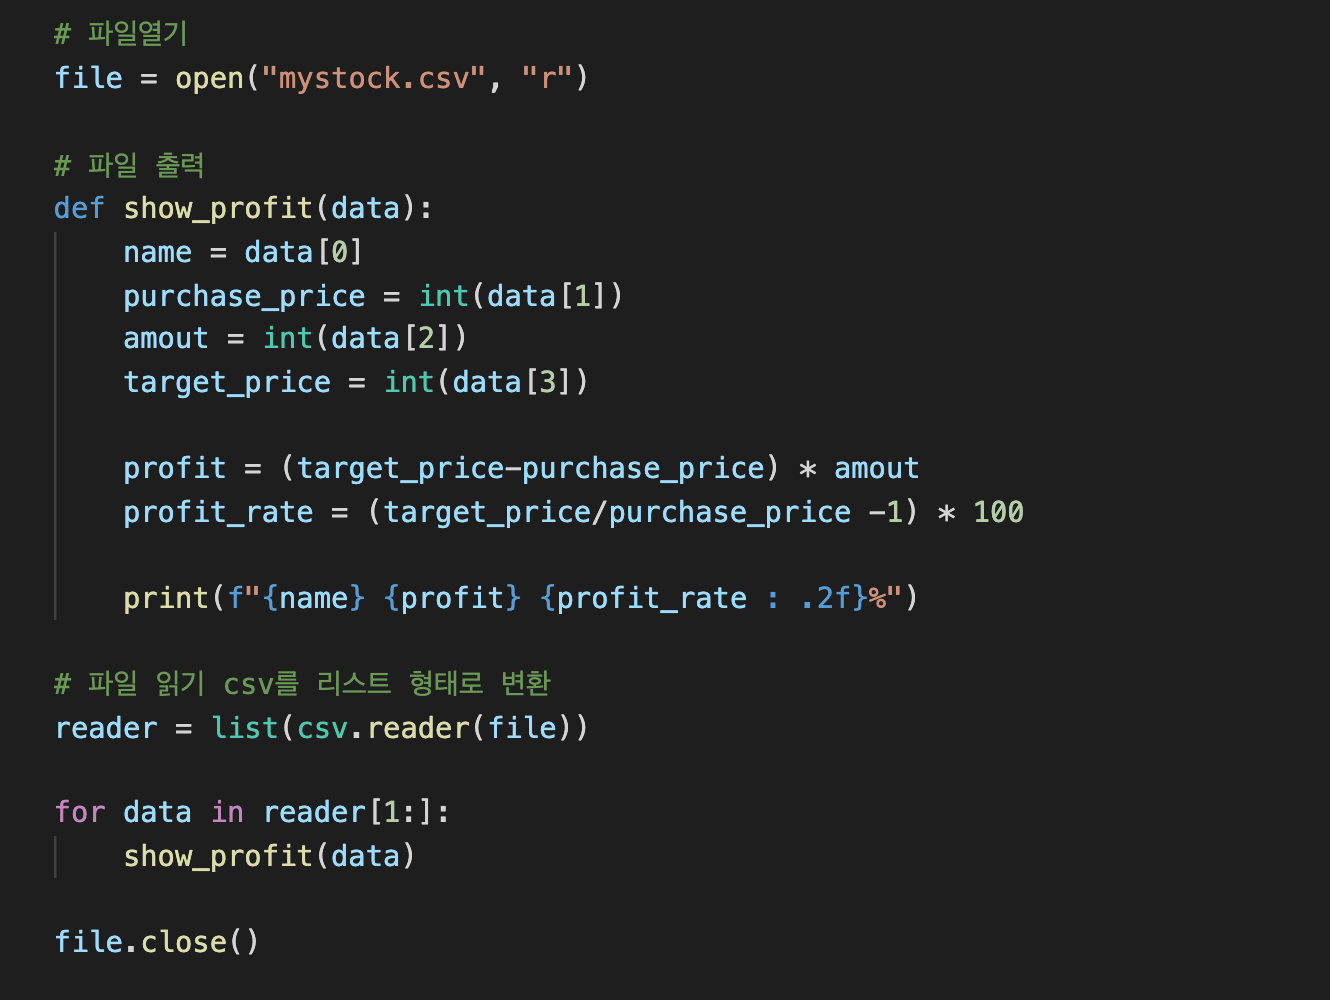 # 파일열기
file = open("mystock.csv", "r")
# 파일 출력
def show_profit(data):
    name = data[0]
    purchase_price = int(data[1])
    amout = int(data[2])
    target_price = int(data[3])
    profit = (target_price-purchase_price) * amout
    profit_rate = (target_price/purchase_price -1) * 100
    print(f"{name} {profit} {profit_rate : .2f}%")
# 파일 읽기 csv를 리스트 형태로 변환
reader = list(csv.reader(file))
for data in reader[1:]:
    show_profit(data)
file.close()